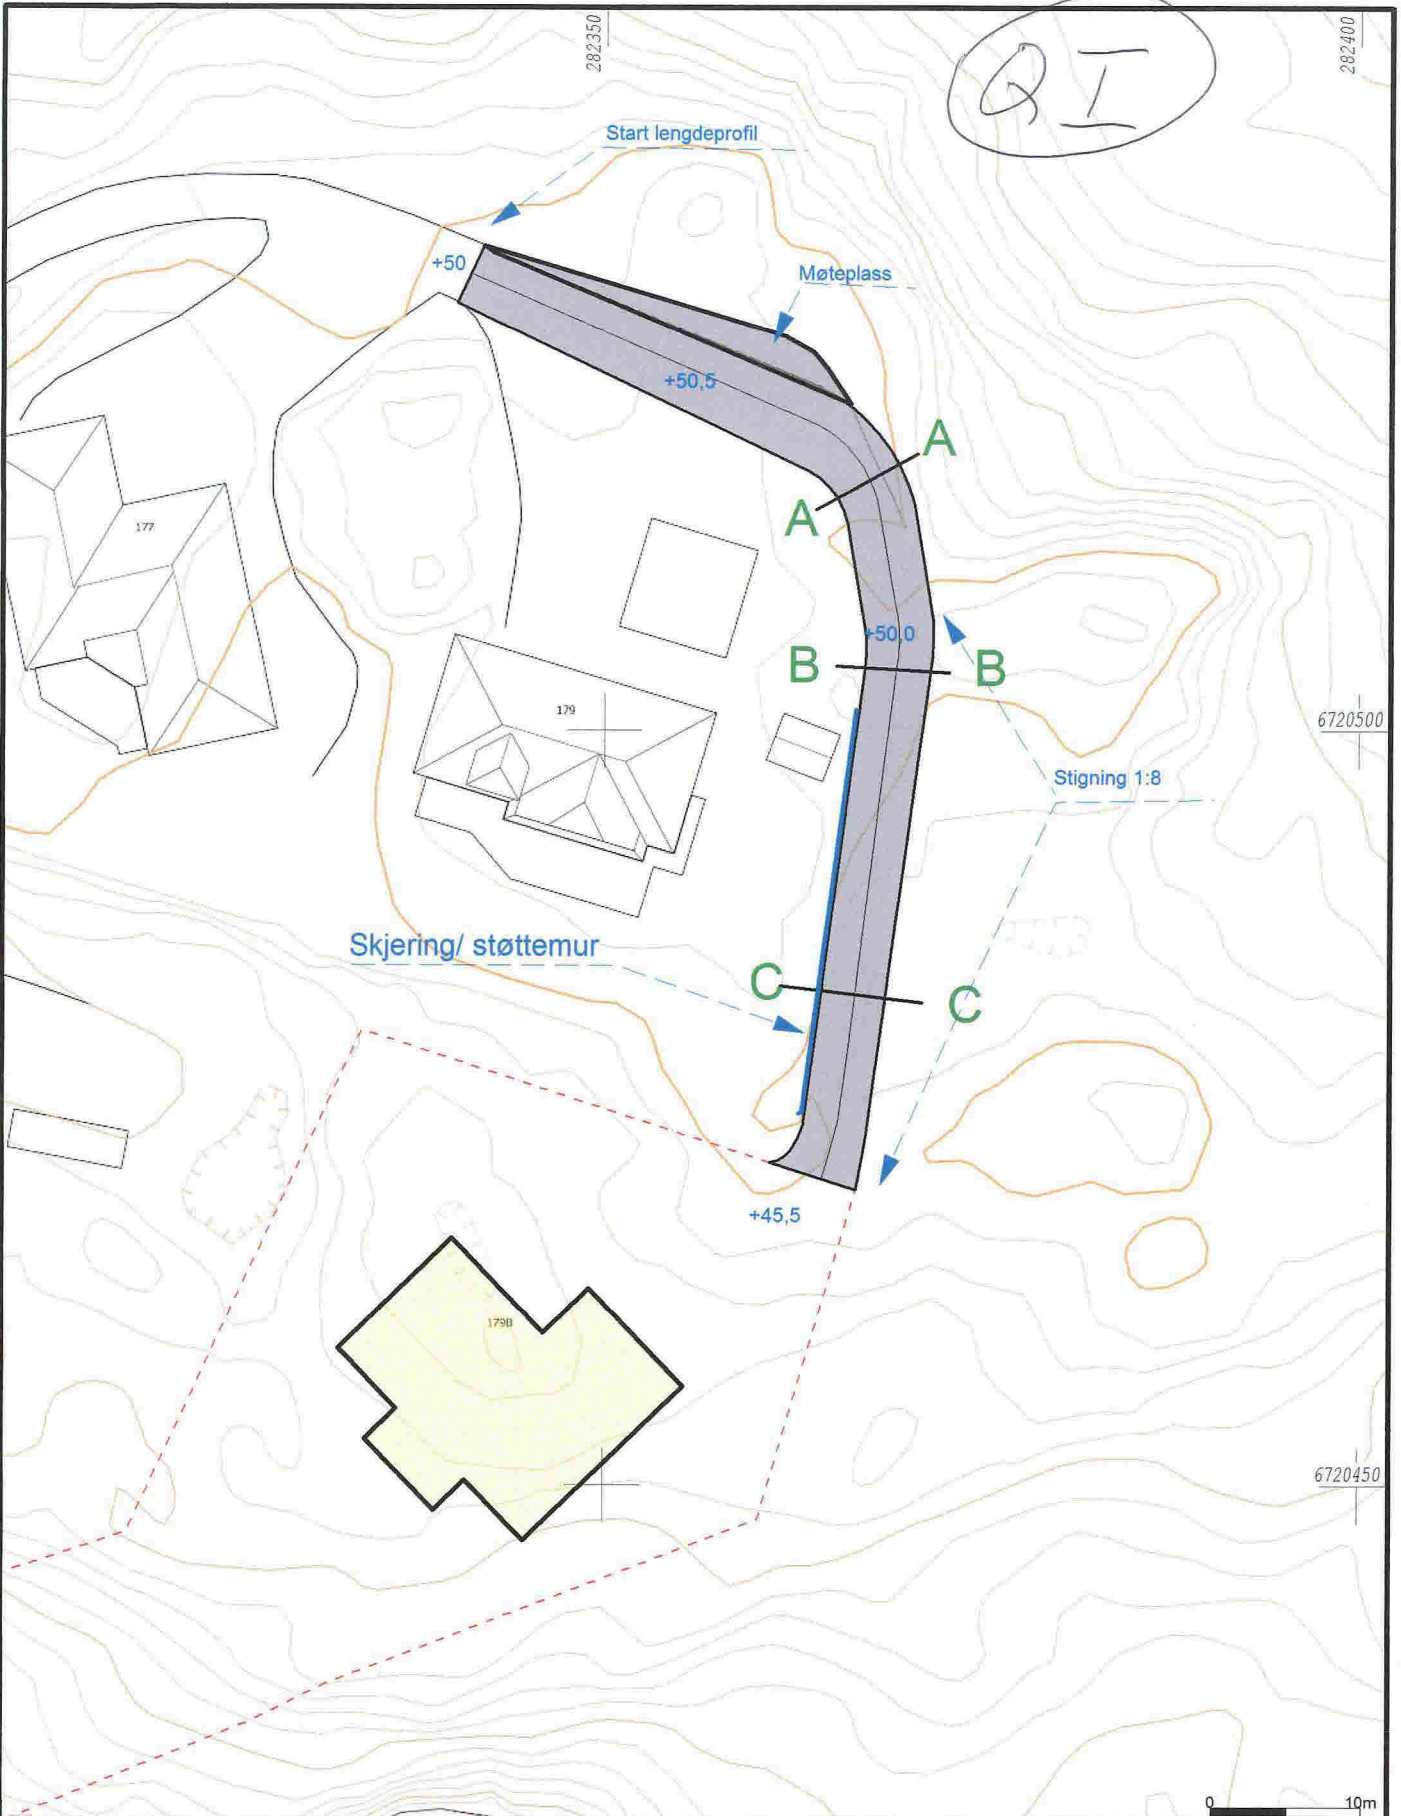 282350
282400
QI
Start lengdeprofil
+50
Møteplass
+50,5
A
A
177
+50,0
B
B
179
6720500
Stigning 1:8
Skjering/ støttemur
C
C
+45,5
179B
6720450
0 10m